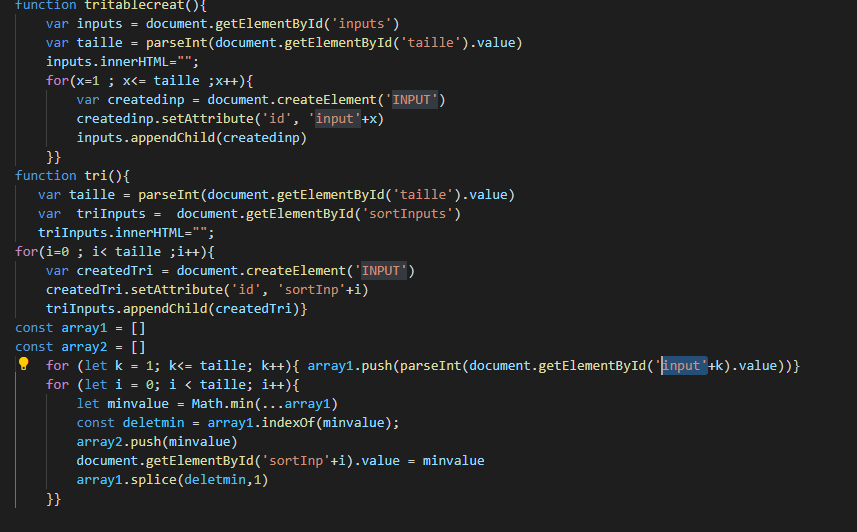 function tritablecreat(){
    var inputs = document.getElementById('inputs')
    var taille = parseInt(document.getElementById('taille').value)
    inputs.innerHTML="";
    for(x=1 ; x<= taille ;x++){
        var createdinp = document.createElement('INPUT')
        createdinp.setAttribute('id', 'input'+x)
        inputs.appendChild(createdinp)
    }}
function tri(){
   var taille = parseInt(document.getElementById('taille').value)
   var  triInputs =  document.getElementById('sortInputs')
   triInputs.innerHTML="";
for(i=0 ; i< taille ;i++){
    var createdTri = document.createElement('INPUT')
    createdTri.setAttribute('id', 'sortInp'+i)
    triInputs.appendChild(createdTri)}
const array1 = []
const array2 = []
    for (let k = 1; k<= taille; k++){ array1.push(parseInt(document.getElementById('input'+k).value))}
    for (let i = 0; i < taille; i++){
        let minvalue = Math.min(...array1)
        const deletmin = array1.indexOf(minvalue);
        array2.push(minvalue)
        document.getElementById('sortInp'+i).value = minvalue
        array1.splice(deletmin,1)
    }}